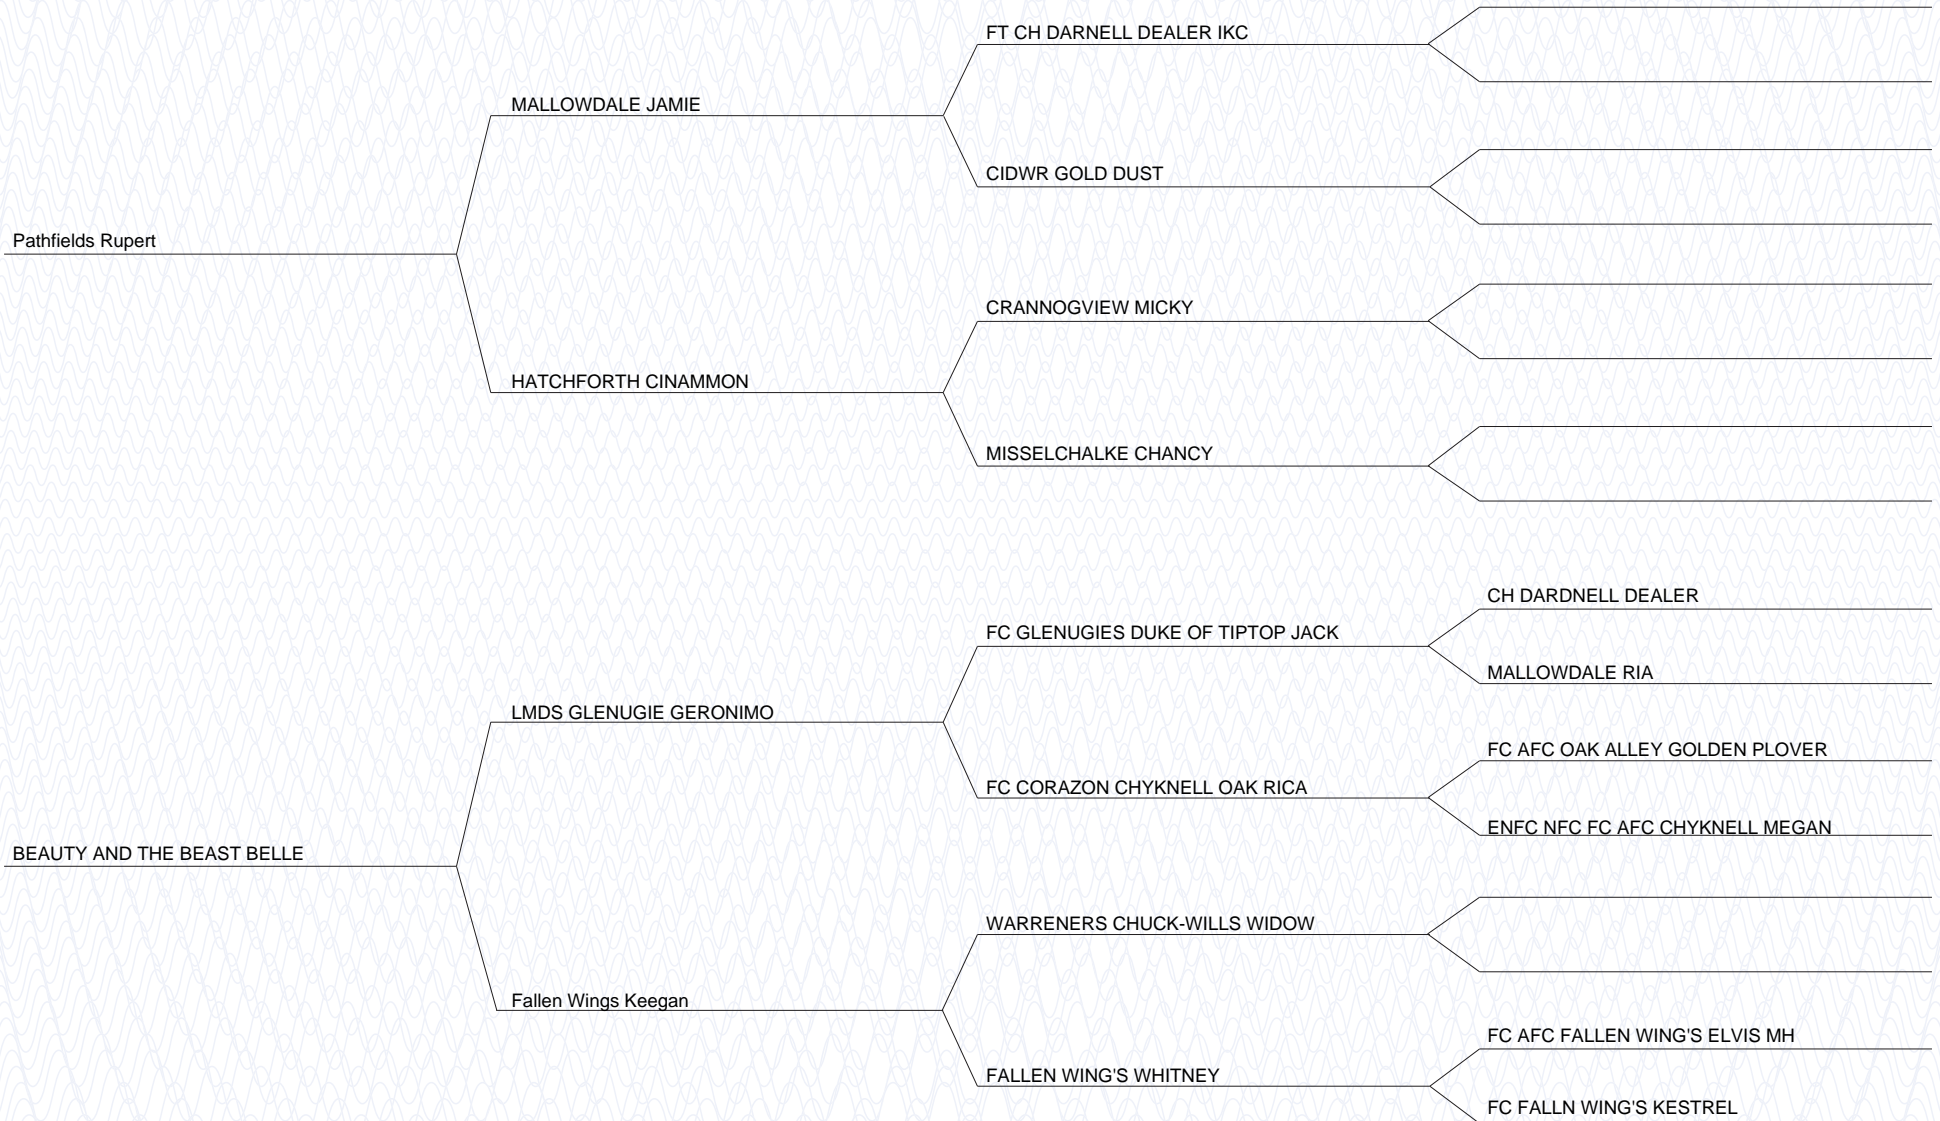 FT CH DARNELL DEALER IKC
MALLOWDALE JAMIE
CIDWR GOLD DUST
Pathfields Rupert
CRANNOGVIEW MICKY
HATCHFORTH CINAMMON
MISSELCHALKE CHANCY
CH DARDNELL DEALER
FC GLENUGIES DUKE OF TIPTOP JACK
MALLOWDALE RIA
LMDS GLENUGIE GERONIMO
FC AFC OAK ALLEY GOLDEN PLOVER
FC CORAZON CHYKNELL OAK RICA
ENFC NFC FC AFC CHYKNELL MEGAN
BEAUTY AND THE BEAST BELLE
WARRENERS CHUCK-WILLS WIDOW
Fallen Wings Keegan
FC AFC FALLEN WING'S ELVIS MH
FALLEN WING'S WHITNEY
FC FALLN WING'S KESTREL